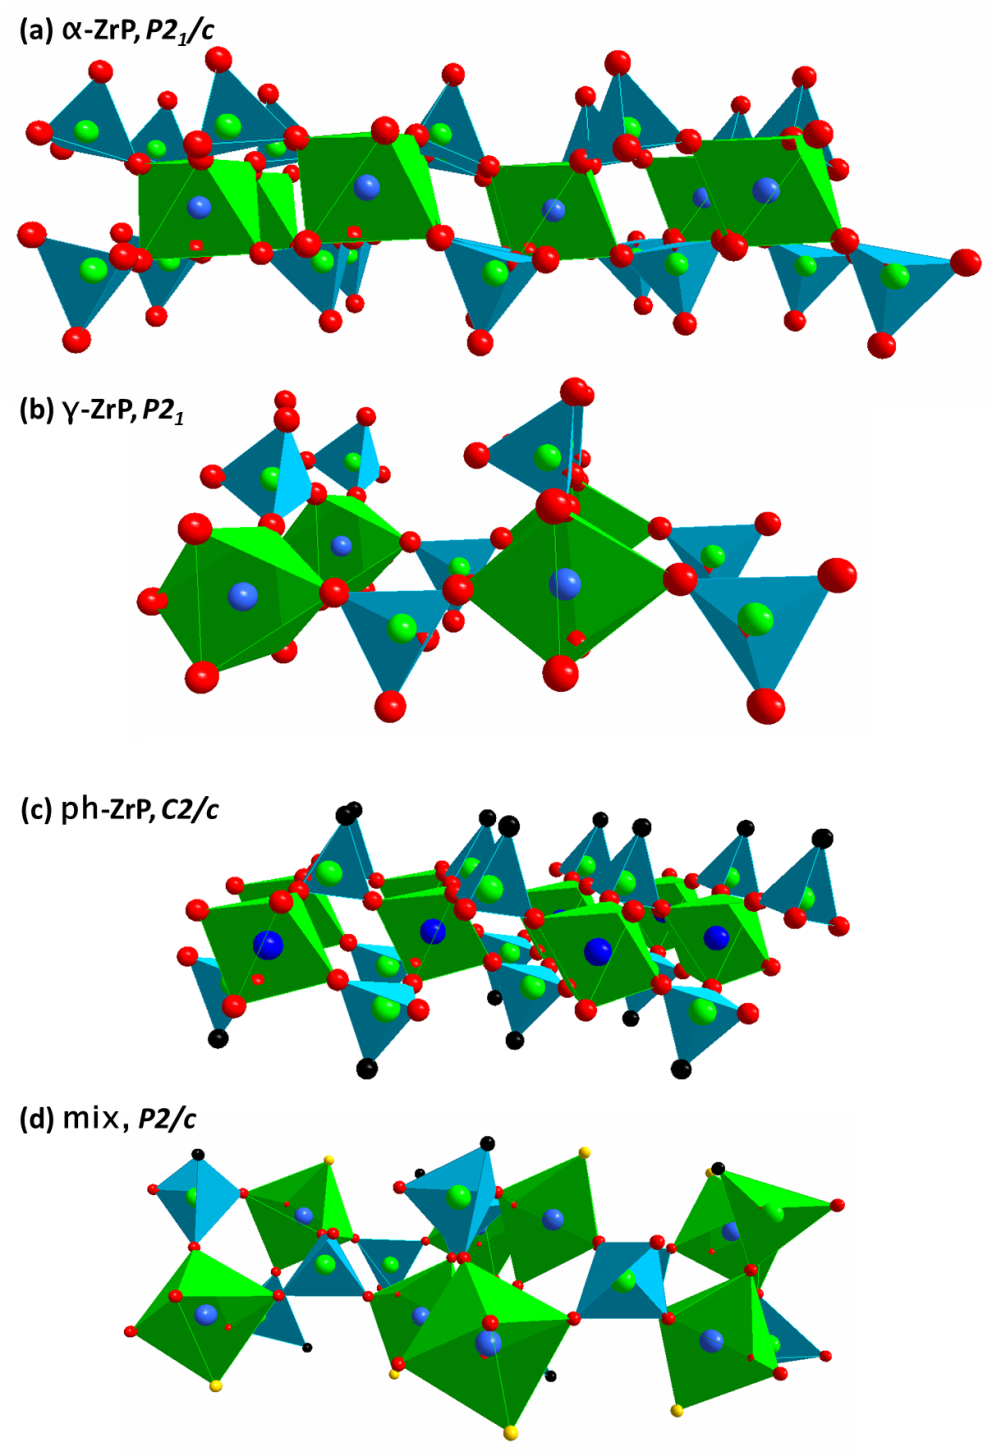 (a) α-ZrP, P2₁/c
(b) γ-ZrP, P2₁
(c) ph-ZrP, C2/c
(d) mix, P2/c